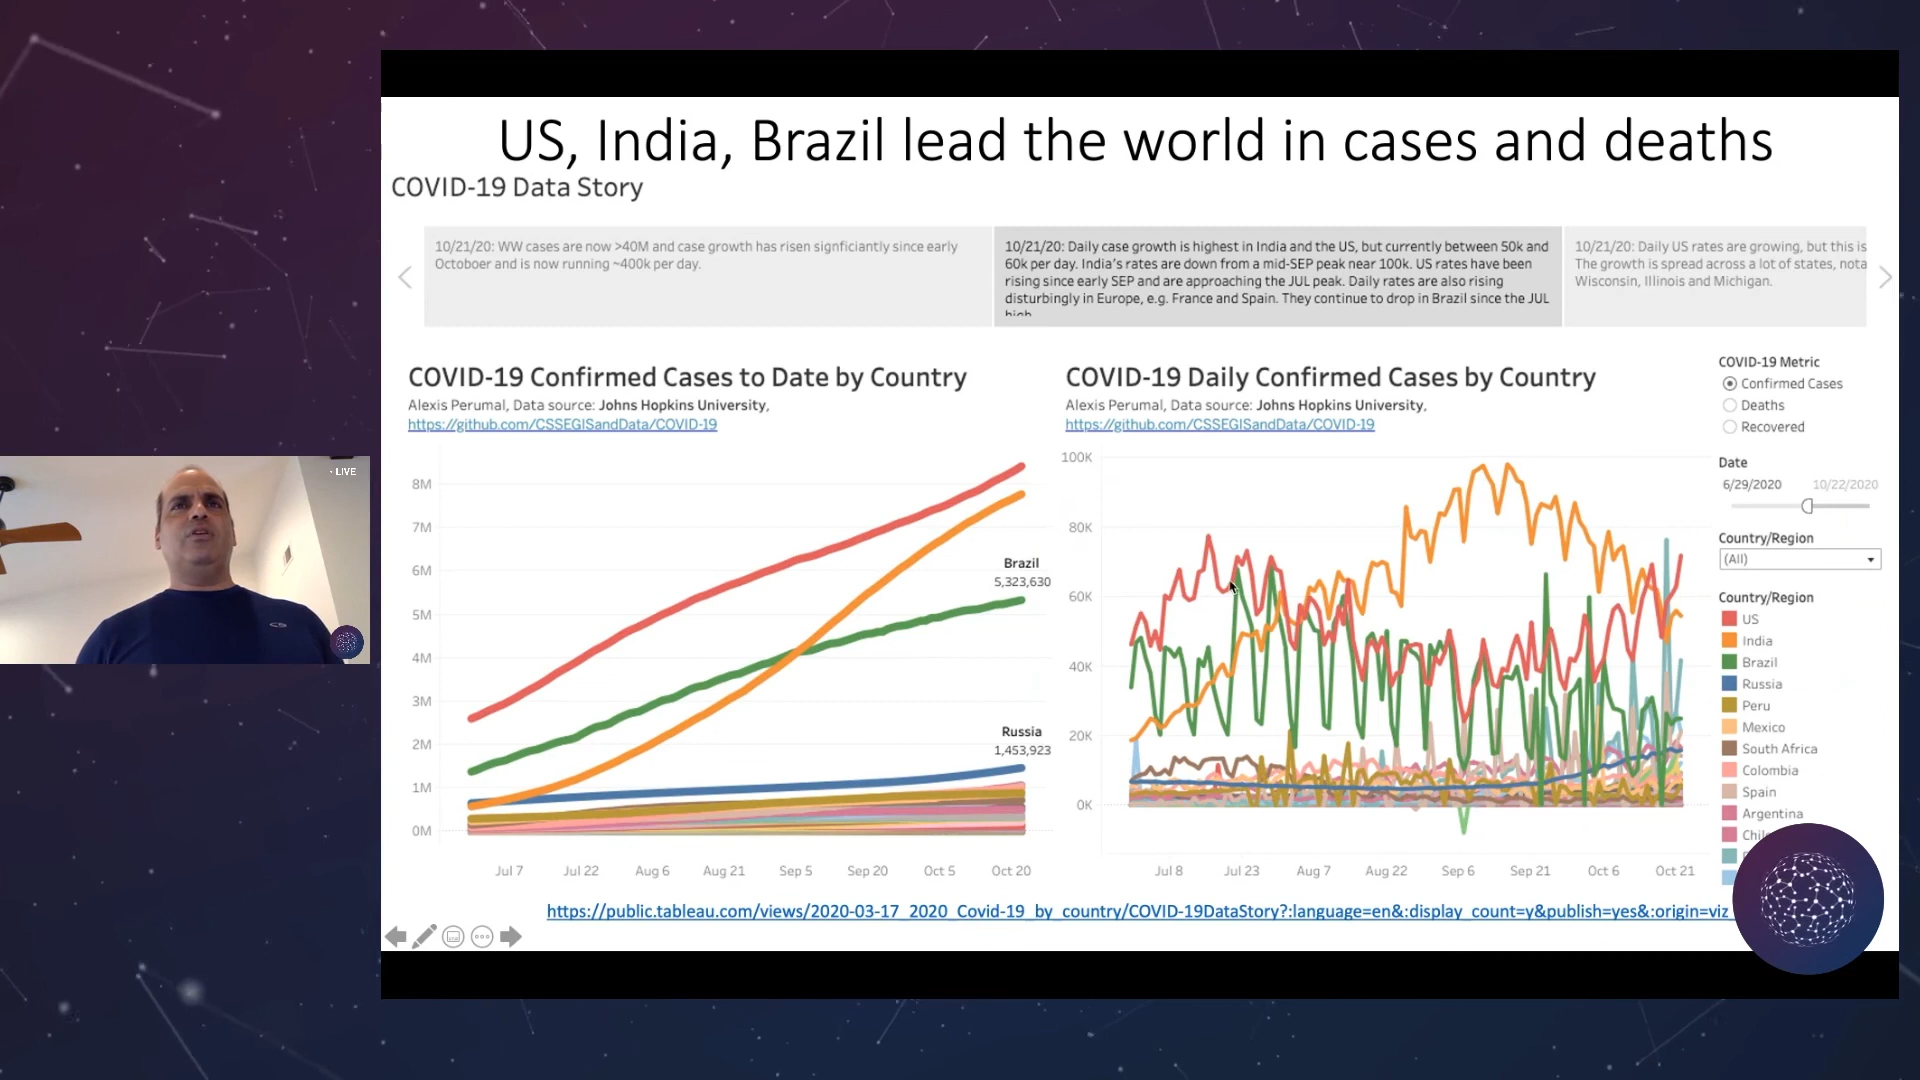 US, India, Brazil lead the world in cases and deaths
COVID-19 Data Story
10/21/20: WW cases are now >40M and case growth has risen signficiantly since early
Octoboer and is now running ~400k per day.
10/21/20: Daily case growth is highest in India and the US, but currently between 50k and
60k per day. India's rates are down from a mid-SEP peak near 100k. US rates have been
rising since early SEP and are approaching the JUL peak. Daily rates are also rising
disturbingly in Europe, e.g. France and Spain. They continue to drop in Brazil since the JUL
high
10/21/20: Daily US rates are growing, but this is
The growth is spread across a lot of states, nota
Wisconsin, Illinois and Michigan.
COVID-19 Confirmed Cases to Date by Country
Alexis Perumal, Data source: Johns Hopkins University,
https://github.com/CSSEGISandData/COVID-19
8M
7M
6M
5M
4M
3M
2M
1M
0M
Brazil
5,323,630
Russia
1,453,923
Jul 7 Jul 22 Aug 6 Aug 21 Sep 5 Sep 20 Oct 5 Oct 20
COVID-19 Daily Confirmed Cases by Country
Alexis Perumal, Data source: Johns Hopkins University,
https://github.com/CSSEGISandData/COVID-19
100K
80K
60K
40K
20K
0K
Jul 8 Jul 23 Aug 7 Aug 22 Sep 6 Sep 21 Oct 6 Oct 21
COVID-19 Metric
Confirmed Cases
Deaths
Recovered
Date
6/29/2020 10/22/2020
Country/Region
(All)
Country/Region
US
India
Brazil
Russia
Peru
Mexico
South Africa
Colombia
Spain
Argentina
Chil
https://public.tableau.com/views/2020-03-17_2020_Covid-19_by_country/COVID-19DataStory?:language=en&:display_count=y&publish=yes&:origin=viz
LIVE